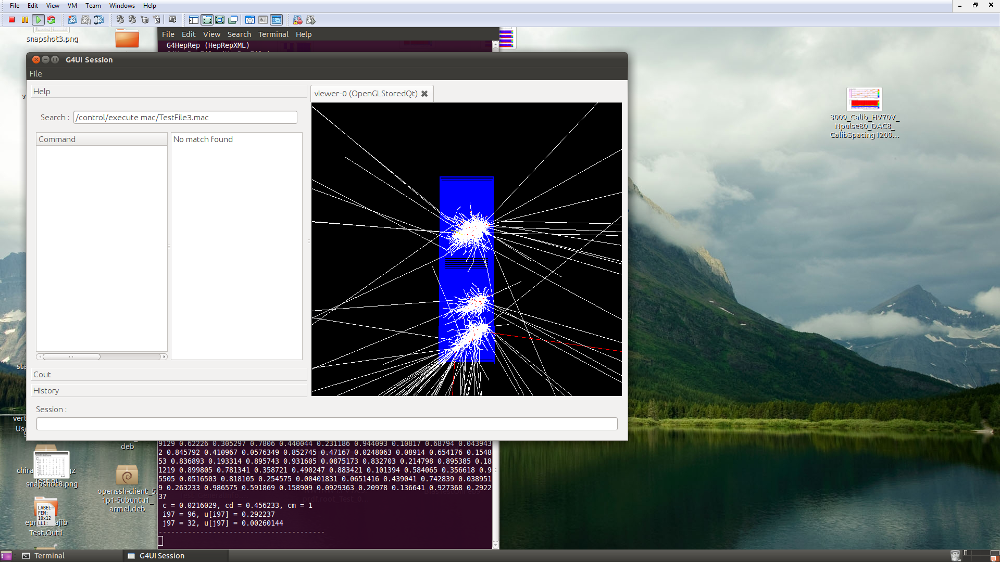 File Edit View VM Team Windows Help
snapshot3.png
File Edit View Search Terminal Help
G4HepRep (HepRepXML)
G4UI Session
File
Help
viewer-0 (OpenGLStoredQt)
Search :
/control/execute mac/TestFile3.mac
Command
No match found
Cout
History
Session :
3009_Calib_HV70V_
Npulse80_DAC8_
CalibSpacing1200...
deb
snapshot8.png
openssh-client_5.
1p1-5ubuntu1_
armel.deb
LABEL
FEM:
10x12
LL1:
Test.Out1
9129 0.62226 0.305297 0.7806 0.440044 0.231186 0.944093 0.10817 0.68794 0.043943
2 0.845792 0.410967 0.0576349 0.852745 0.47167 0.0248063 0.08914 0.654176 0.1548
53 0.836893 0.193314 0.895743 0.931605 0.0875173 0.832703 0.214798 0.895385 0.18
1219 0.899805 0.781341 0.358721 0.490247 0.883421 0.101394 0.584065 0.356618 0.9
5505 0.0516503 0.818105 0.254575 0.00401831 0.0651416 0.439041 0.742839 0.038951
9 0.263233 0.986575 0.591869 0.158909 0.0929363 0.20978 0.136641 0.927368 0.2922
37
c = 0.0216029, cd = 0.456233, cm = 1
i97 = 96, u[i97] = 0.292237
j97 = 32, u[j97] = 0.00260144
----------------------------------------
Terminal
G4UI Session